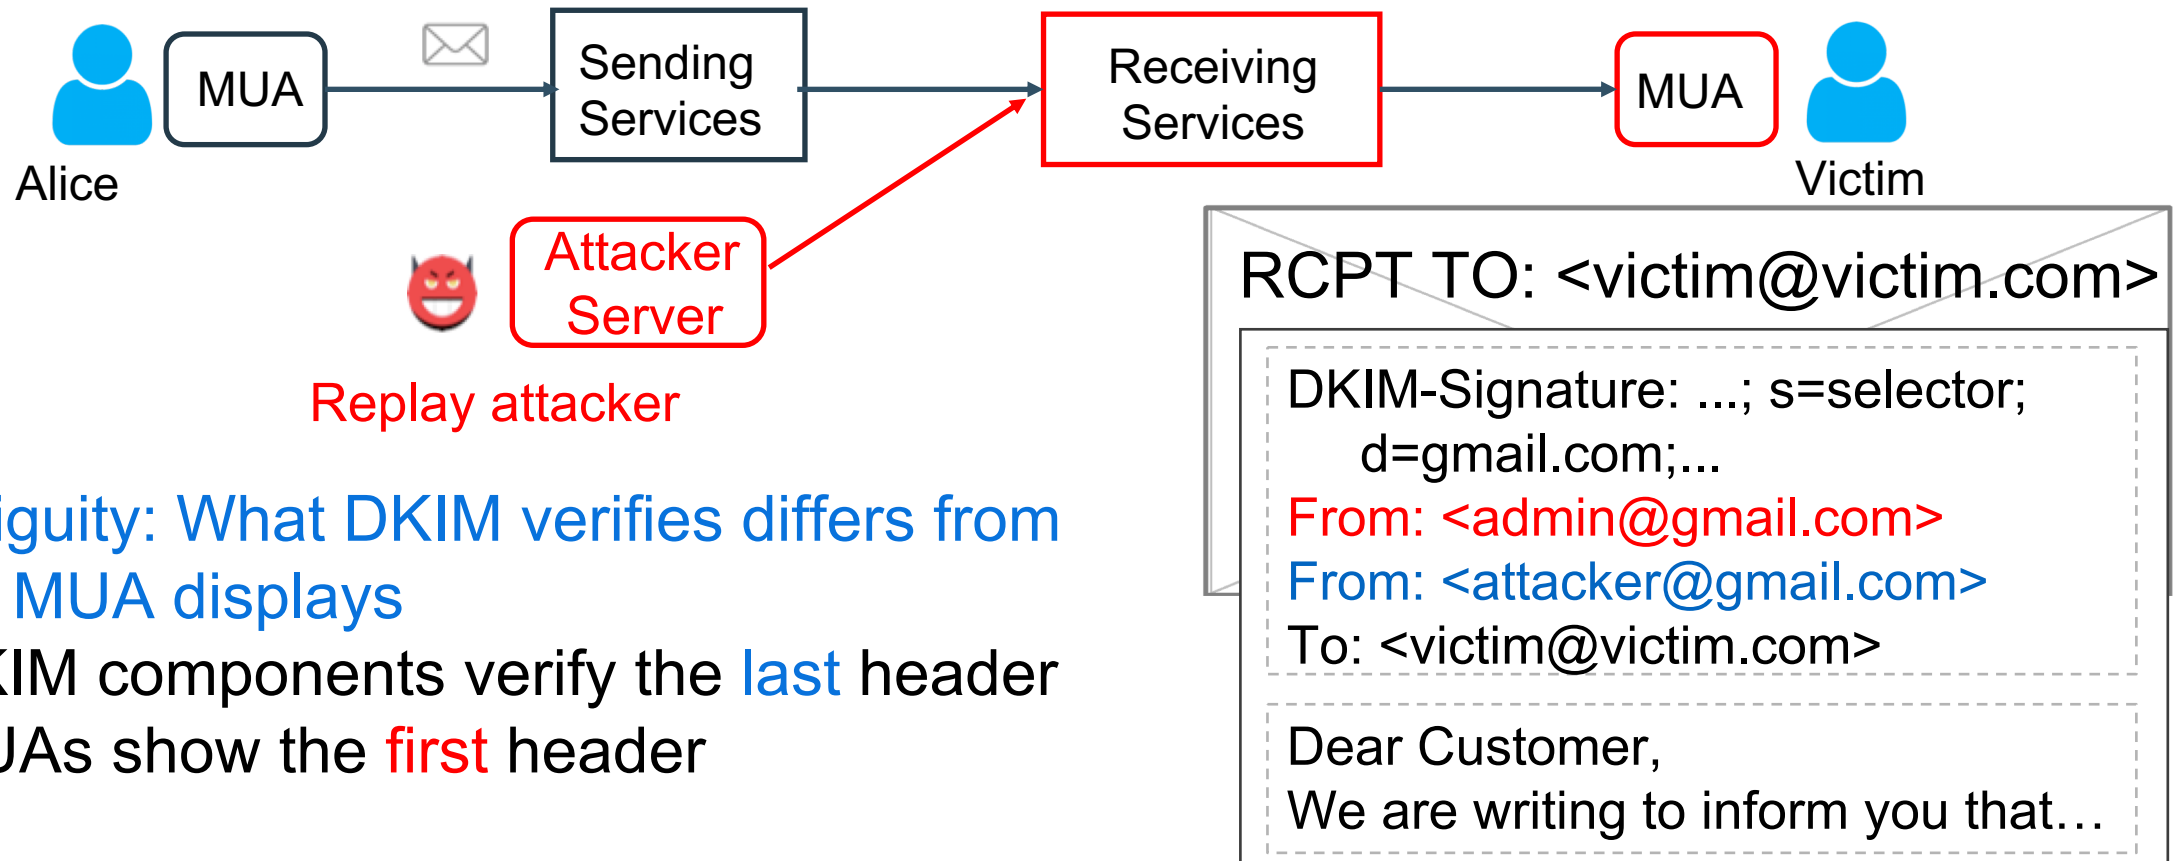 MUA
Sending
Services
Receiving
Services
MUA
Alice
Victim
Attacker
Server
Replay attacker
RCPT TO: <victim@victim.com>
DKIM-Signature: ...; s=selector;
d=gmail.com;...
From: <admin@gmail.com>
From: <attacker@gmail.com>
To: <victim@victim.com>
Dear Customer,
We are writing to inform you that…
iguity: What DKIM verifies differs from
MUA displays
KIM components verify the last header
UAs show the first header